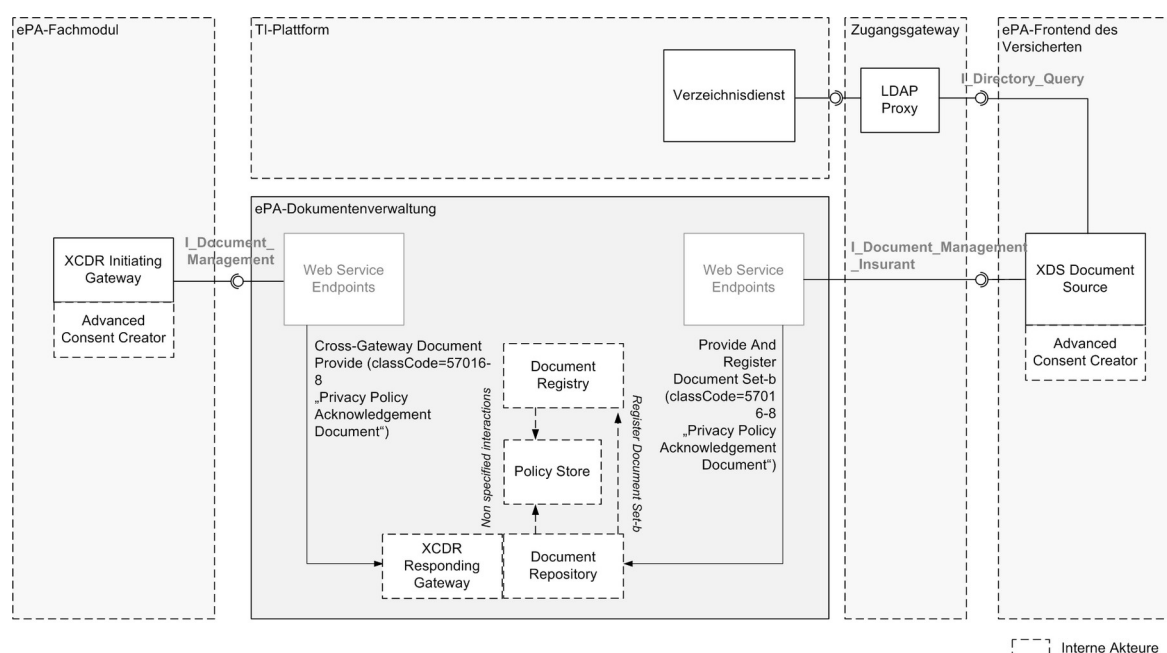 ePA-Fachmodul
TI-Plattform
Zugangsgateway
ePA-Frontend des
Versicherten
Verzeichnisdienst
LDAP
Proxy
I_Directory_Query
ePA-Dokumentenverwaltung
XCDR Initiating
Gateway
Advanced
Consent Creator
I_Document_
Management
Web Service
Endpoints
Web Service
Endpoints
I_Document_Management
_Insurant
XDS Document
Source
Advanced
Consent Creator
Cross-Gateway Document
Provide (classCode=57016-
8
„Privacy Policy
Acknowledgement
Document“)
Document
Registry
Policy Store
Non specified interactions
Register Document Set-b
Provide And
Register
Document Set-b
(classCode=5701
6-8
„Privacy Policy
Acknowledgement
Document“)
XCDR
Responding
Gateway
Document
Repository
Interne Akteure